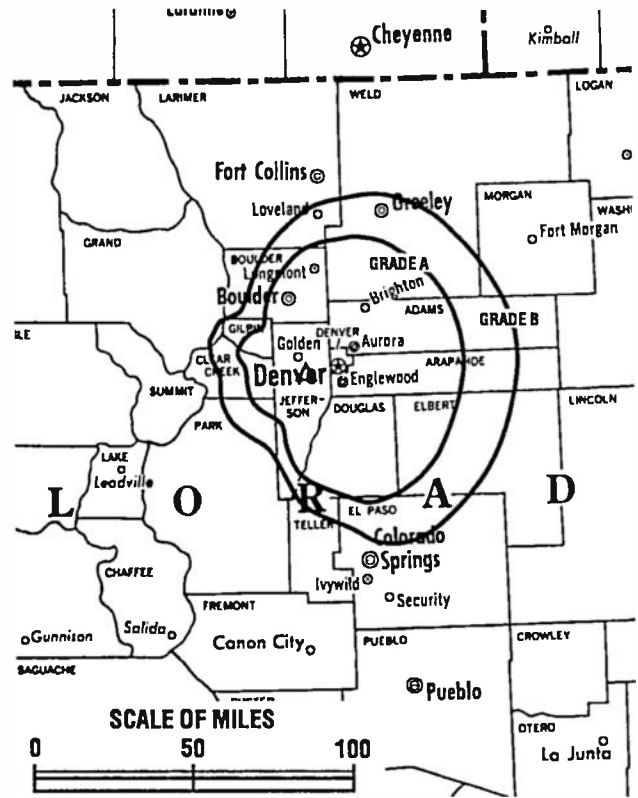 Cheyenne
Kimball
JACKSON
LARIMER
WELD
LOGAN
Fort Collins
Loveland
Greeley
MORGAN
Fort Morgan
GRAND
BOULDER
Longmont
GRADE A
Boulder
Brighton
ADAMS
GRADE B
GILPIN
DENVER
Golden
Aurora
CLEAR
CREEK
ARAPAHOE
Denver
Englewood
SUMMIT
JEFFER-
SON
DOUGLAS
ELBERT
LINCOLN
PARK
LAKE
Leadville
L O R A D
EL PASO
TELLER
Colorado
Springs
CHAFFEE
Ivywild
Security
FREMONT
Gunnison
Salida
Canon City
PUEBLO
CROWLEY
SAGUACHE
Pueblo
SCALE OF MILES
OTERO
0 50 100
La Junta